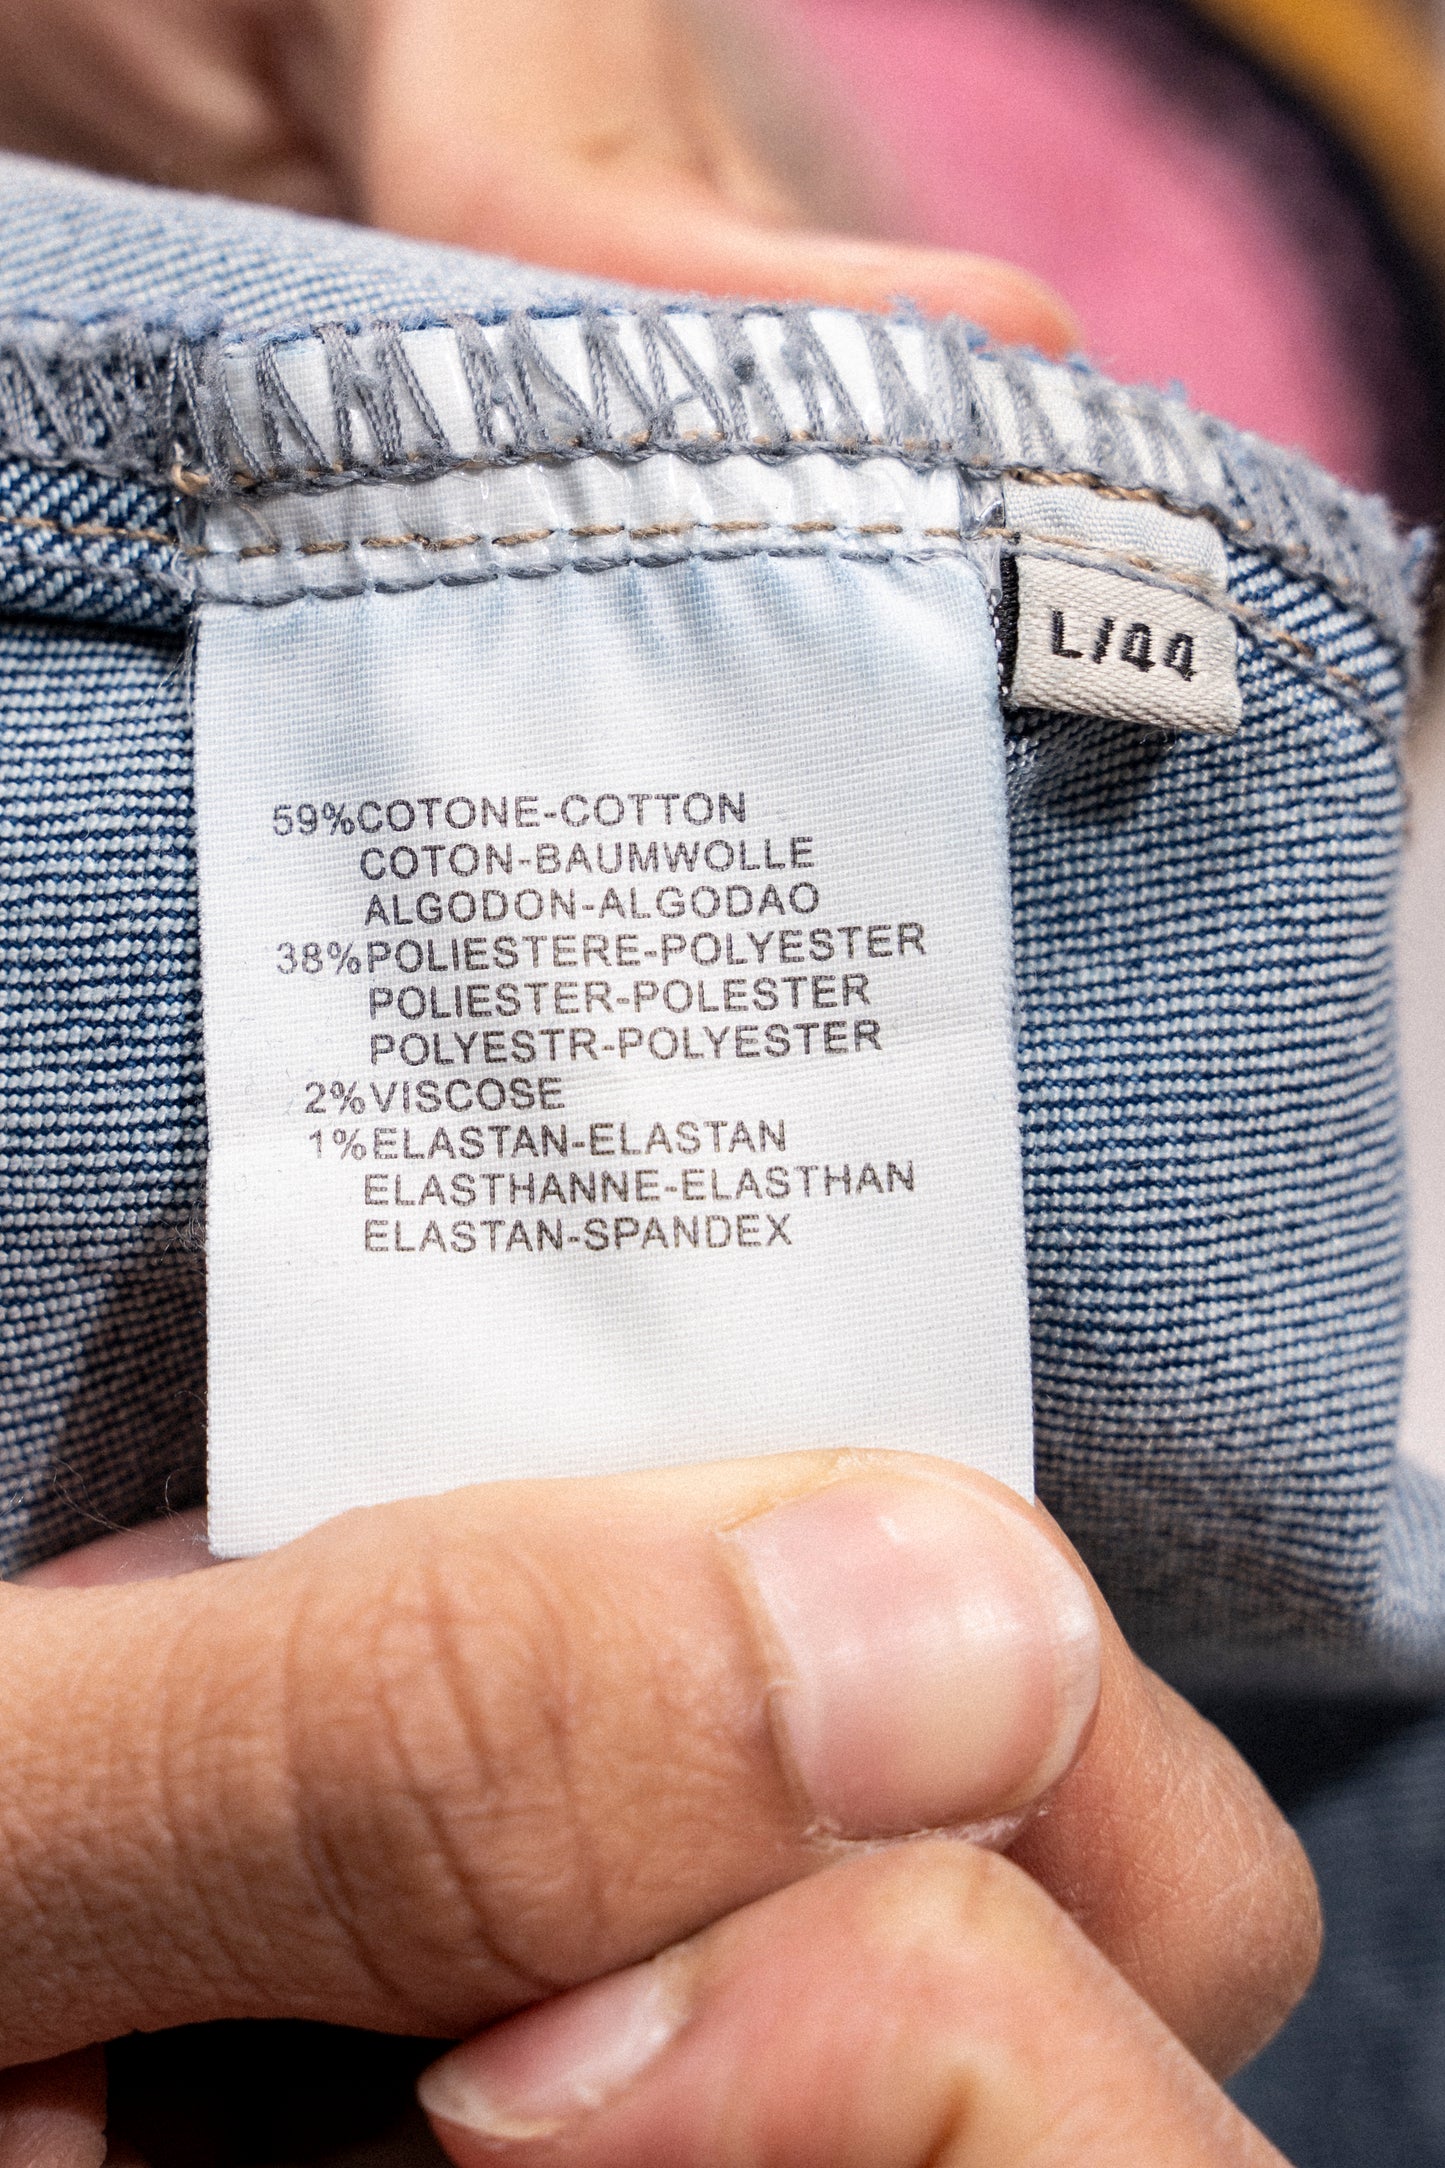 L/44
59%COTONE-COTTON
COTON-BAUMWOLLE
ALGODON-ALGODAO
38%POLIESTERE-POLYESTER
POLIESTER-POLESTER
POLYESTR-POLYESTER
2%VISCOSE
1%ELASTAN-ELASTAN
ELASTHANNE-ELASTHAN
ELASTAN-SPANDEX